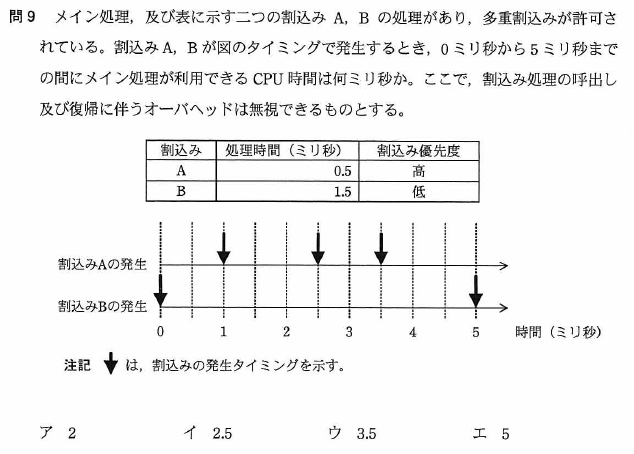 問9 メイン処理，及び表に示す二つの割込み A，B の処理があり，多重割込みが許可さ
れている。割込み A，B が図のタイミングで発生するとき，0 ミリ秒から 5 ミリ秒まで
の間にメイン処理が利用できる CPU 時間は何ミリ秒か。ここで，割込み処理の呼出し
及び復帰に伴うオーバヘッドは無視できるものとする。
割込み 処理時間（ミリ秒） 割込み優先度
A 0.5 高
B 1.5 低
割込みAの発生
割込みBの発生
0 1 2 3 4 5 時間（ミリ秒）
注記 は，割込みの発生タイミングを示す。
ア 2 イ 2.5 ウ 3.5 エ 5